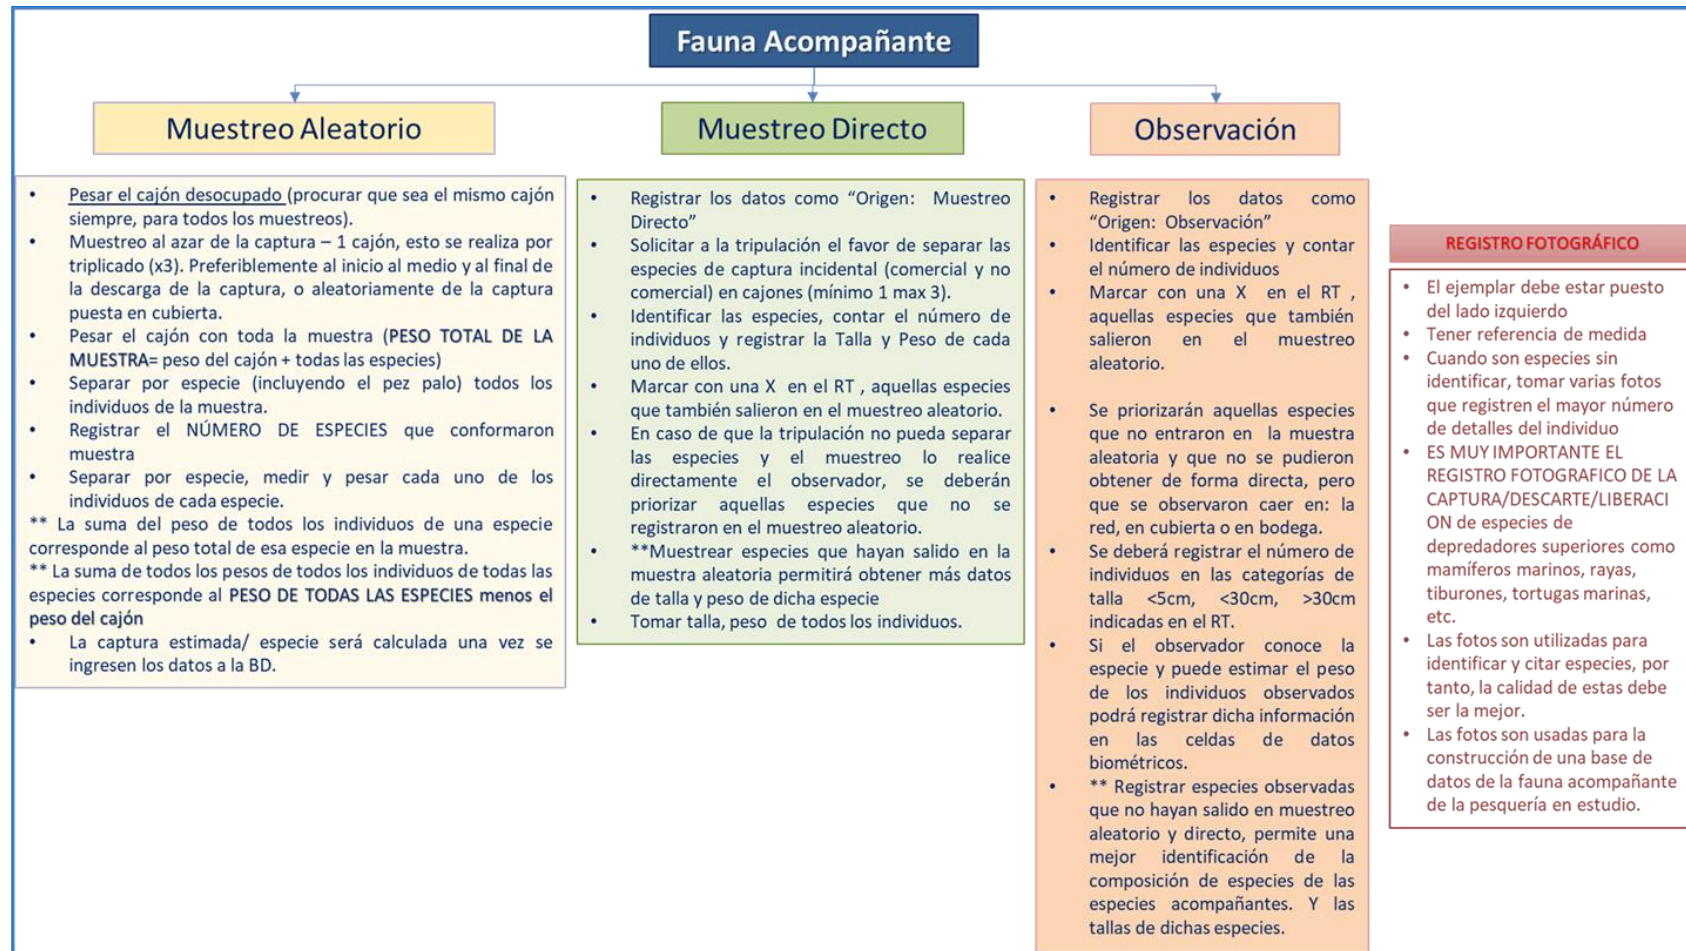 Fauna Acompañante
Muestreo Aleatorio
• Pesar el cajón desocupado (procurar que sea el mismo cajón
siempre, para todos los muestreos).
• Muestreo al azar de la captura – 1 cajón, esto se realiza por
triplicado (x3). Preferiblemente al inicio al medio y al final de
la descarga de la captura, o aleatoriamente de la captura
puesta en cubierta.
• Pesar el cajón con toda la muestra (PESO TOTAL DE LA
MUESTRA= peso del cajón + todas las especies)
• Separar por especie (incluyendo el pez palo) todos los
individuos de la muestra.
• Registrar el NÚMERO DE ESPECIES que conformaron
muestra
• Separar por especie, medir y pesar cada uno de los
individuos de cada especie.
** La suma del peso de todos los individuos de una especie
corresponde al peso total de esa especie en la muestra.
** La suma de todos los pesos de todos los individuos de todas las
especies corresponde al PESO DE TODAS LAS ESPECIES menos el
peso del cajón
• La captura estimada/ especie será calculada una vez se
ingresen los datos a la BD.
Muestreo Directo
• Registrar los datos como “Origen: Muestreo
Directo”
• Solicitar a la tripulación el favor de separar las
especies de captura incidental (comercial y no
comercial) en cajones (mínimo 1 max 3).
• Identificar las especies, contar el número de
individuos y registrar la Talla y Peso de cada
uno de ellos.
• Marcar con una X en el RT , aquellas especies
que también salieron en el muestreo aleatorio.
• En caso de que la tripulación no pueda separar
las especies y el muestreo lo realice
directamente el observador, se deberán
priorizar aquellas especies que no se
registraron en el muestreo aleatorio.
• **Muestrear especies que hayan salido en la
muestra aleatoria permitirá obtener más datos
de talla y peso de dicha especie
• Tomar talla, peso de todos los individuos.
Observación
• Registrar los datos como
“Origen: Observación”
• Identificar las especies y contar
el número de individuos
• Marcar con una X en el RT ,
aquellas especies que también
salieron en el muestreo
aleatorio.
• Se priorizarán aquellas especies
que no entraron en la muestra
aleatoria y que no se pudieron
obtener de forma directa, pero
que se observaron caer en: la
red, en cubierta o en bodega.
• Se deberá registrar el número de
individuos en las categorías de
talla <5cm, <30cm, >30cm
indicadas en el RT.
• Si el observador conoce la
especie y puede estimar el peso
de los individuos observados
podrá registrar dicha información
en las celdas de datos
biométricos.
• ** Registrar especies observadas
que no hayan salido en muestreo
aleatorio y directo, permite una
mejor identificación de la
composición de especies de las
especies acompañantes. Y las
tallas de dichas especies.
REGISTRO FOTOGRÁFICO
• El ejemplar debe estar puesto
del lado izquierdo
• Tener referencia de medida
• Cuando son especies sin
identificar, tomar varias fotos
que registren el mayor número
de detalles del individuo
• ES MUY IMPORTANTE EL
REGISTRO FOTOGRAFICO DE LA
CAPTURA/DESCARTE/LIBERACI
ON de especies de
depredadores superiores como
mamíferos marinos, rayas,
tiburones, tortugas marinas,
etc.
• Las fotos son utilizadas para
identificar y citar especies, por
tanto, la calidad de estas debe
ser la mejor.
• Las fotos son usadas para la
construcción de una base de
datos de la fauna acompañante
de la pesquería en estudio.